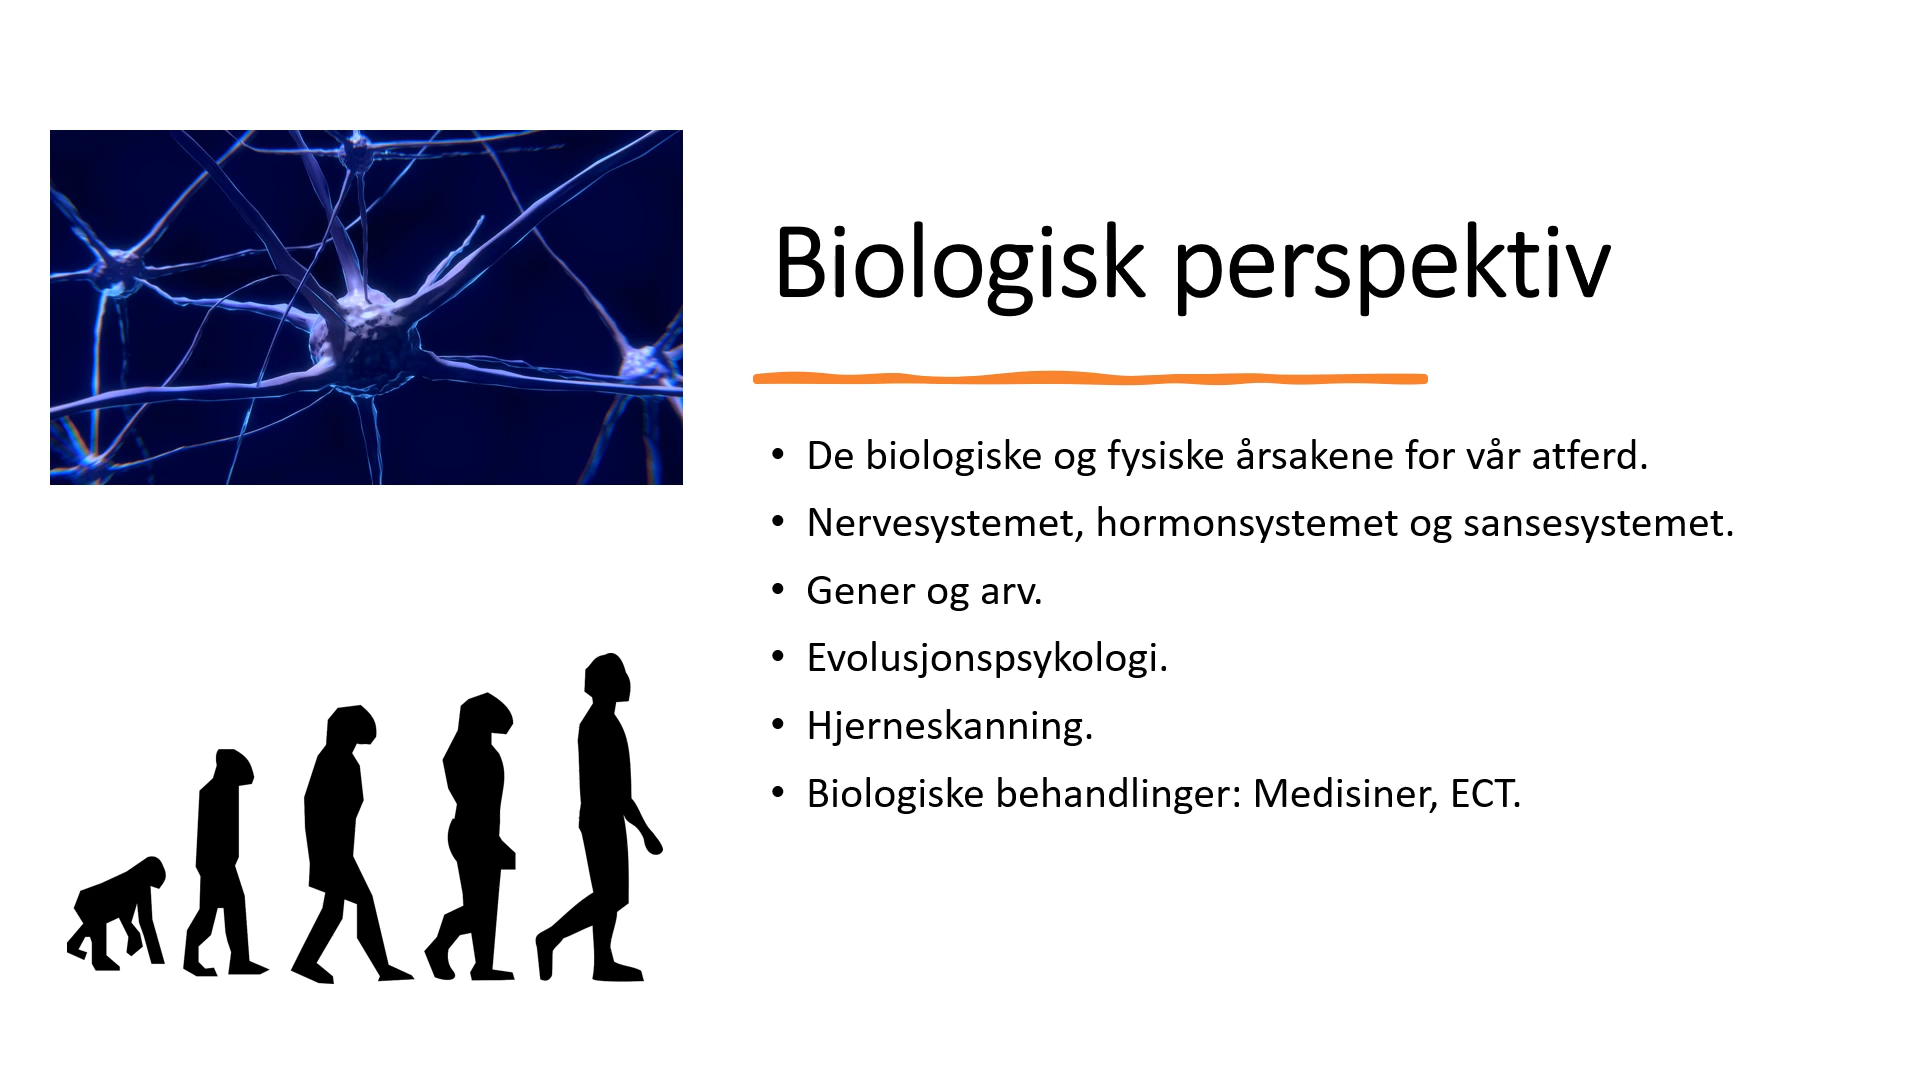 Biologisk perspektiv
• De biologiske og fysiske årsakene for vår atferd.
• Nervesystemet, hormonsystemet og sansesystemet.
• Gener og arv.
• Evolusjonspsykologi.
• Hjerneskanning.
• Biologiske behandlinger: Medisiner, ECT.